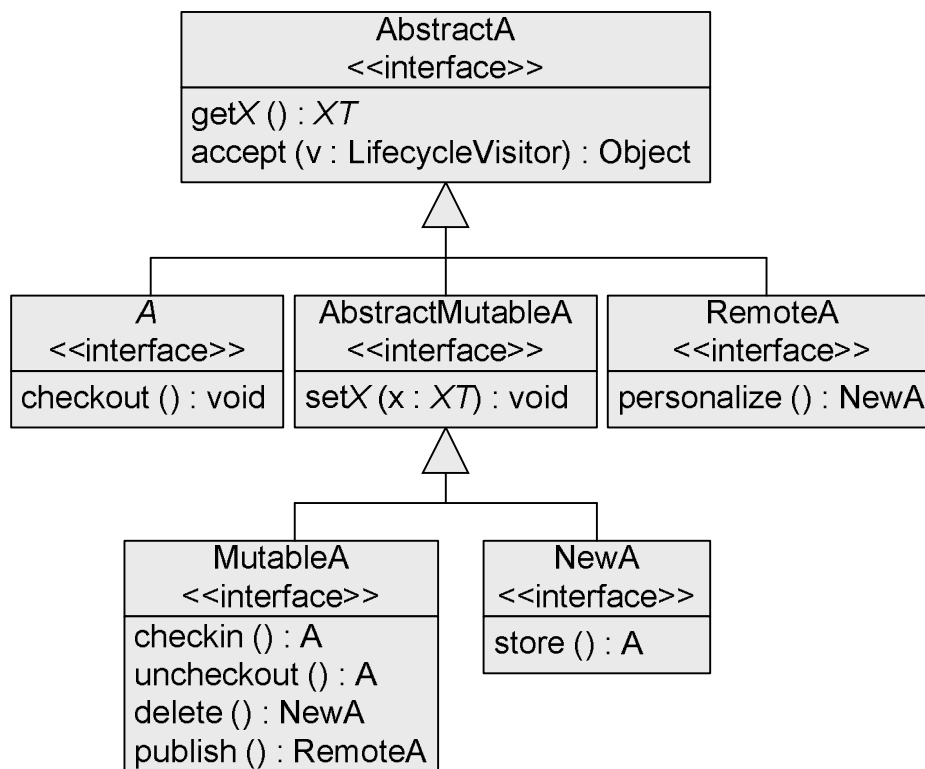 AbstractA
<<interface>>
getX () : XT
accept (v : LifecycleVisitor) : Object
A
<<interface>>
checkout () : void
AbstractMutableA
<<interface>>
setX (x : XT) : void
RemoteA
<<interface>>
personalize () : NewA
MutableA
<<interface>>
checkin () : A
uncheckout () : A
delete () : NewA
publish () : RemoteA
NewA
<<interface>>
store () : A